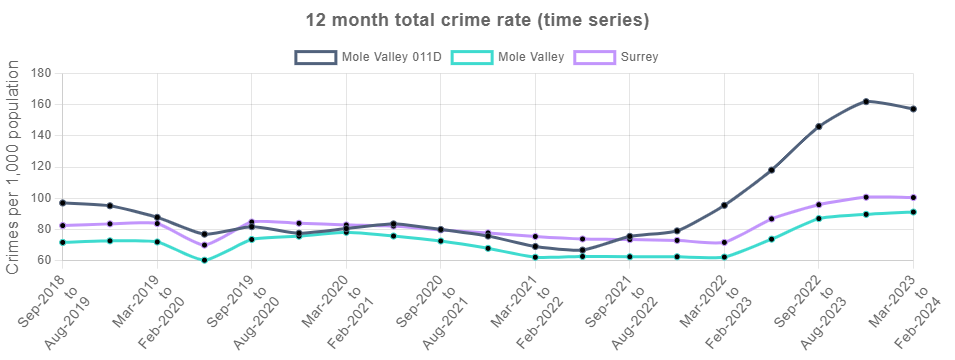 12 month total crime rate (time series)
Mole Valley 011D
Mole Valley
Surrey
Crimes per 1,000 population
180
160
140
120
100
80
60
Sep-2018
to
Aug-2019
Mar-2019
to
Feb-2020
Sep-2019
to
Aug-2020
Mar-2020
to
Feb-2021
Sep-2020
to
Aug-2021
Mar-2021
to
Feb-2022
Sep-2021
to
Aug-2022
Mar-2022
to
Feb-2023
Sep-2022
to
Aug-2023
Mar-2023
to
Feb-2024